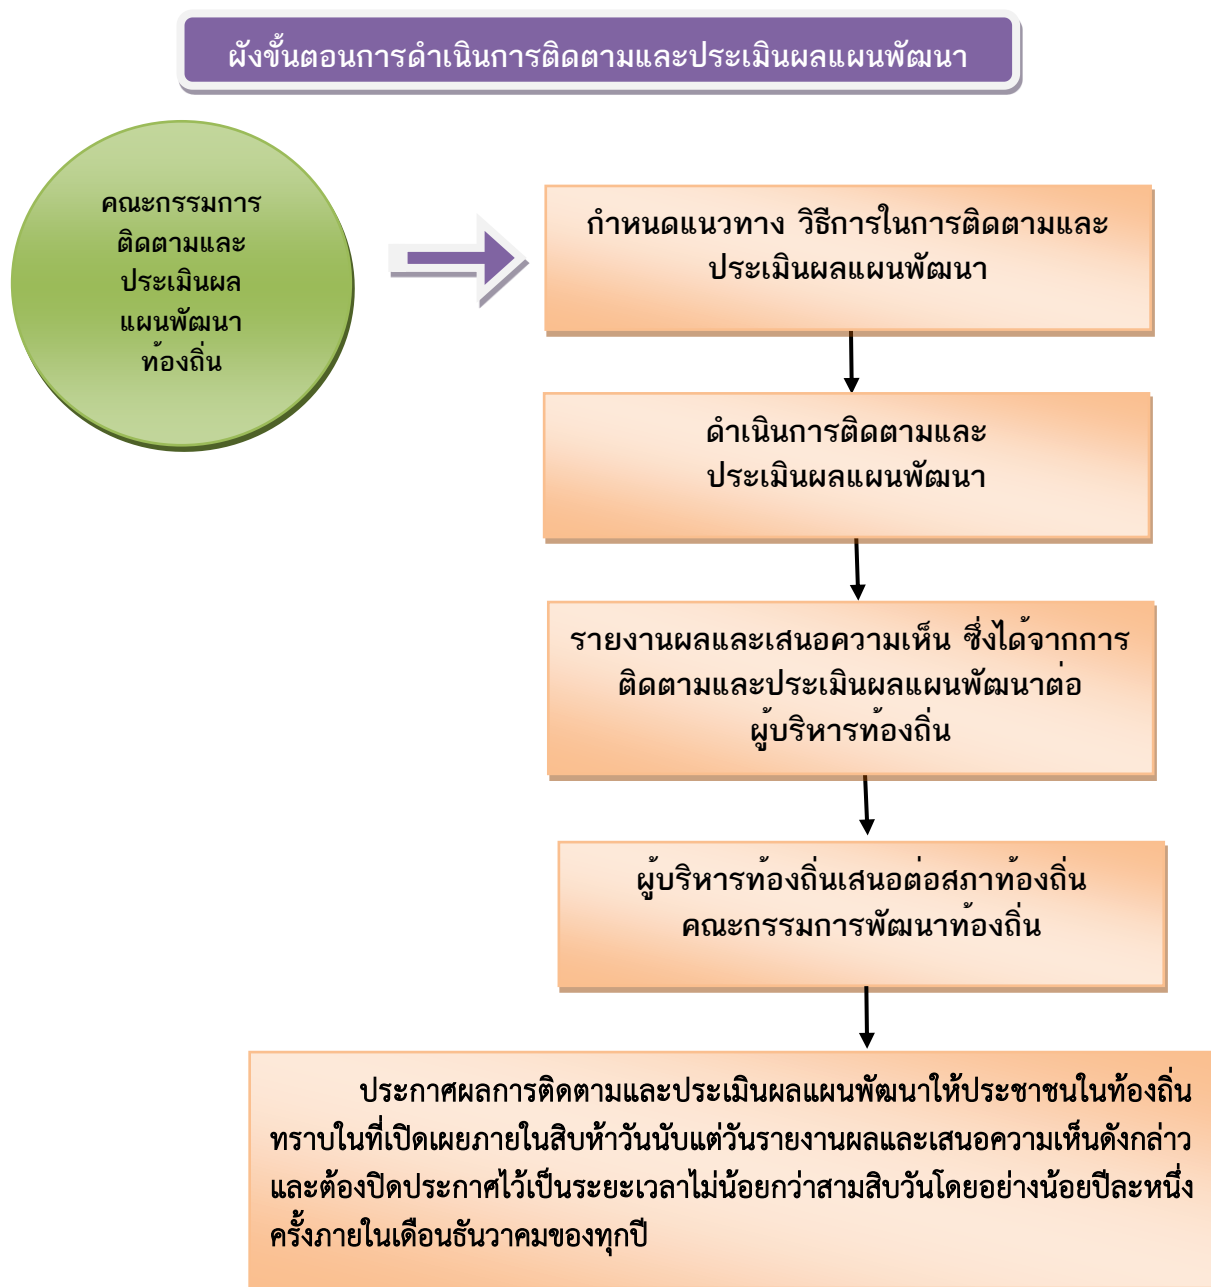 ผังขั้นตอนการดำเนินการติดตามและประเมินผลแผนพัฒนา
คณะกรรมการ
ติดตามและ
ประเมินผล
แผนพัฒนา
ท้องถิ่น
กำหนดแนวทาง วิธีการในการติดตามและ
ประเมินผลแผนพัฒนา
ดำเนินการติดตามและ
ประเมินผลแผนพัฒนา
รายงานผลและเสนอความเห็น ซึ่งได้จากการ
ติดตามและประเมินผลแผนพัฒนาต่อ
ผู้บริหารท้องถิ่น
ผู้บริหารท้องถิ่นเสนอต่อสภาท้องถิ่น
คณะกรรมการพัฒนาท้องถิ่น
ประกาศผลการติดตามและประเมินผลแผนพัฒนาให้ประชาชนในท้องถิ่น
ทราบในที่เปิดเผยภายในสิบห้าวันนับแต่วันรายงานผลและเสนอความเห็นดังกล่าว
และต้องปิดประกาศไว้เป็นระยะเวลาไม่น้อยกว่าสามสิบวันโดยอย่างน้อยปีละหนึ่ง
ครั้งภายในเดือนธันวาคมของทุกปี